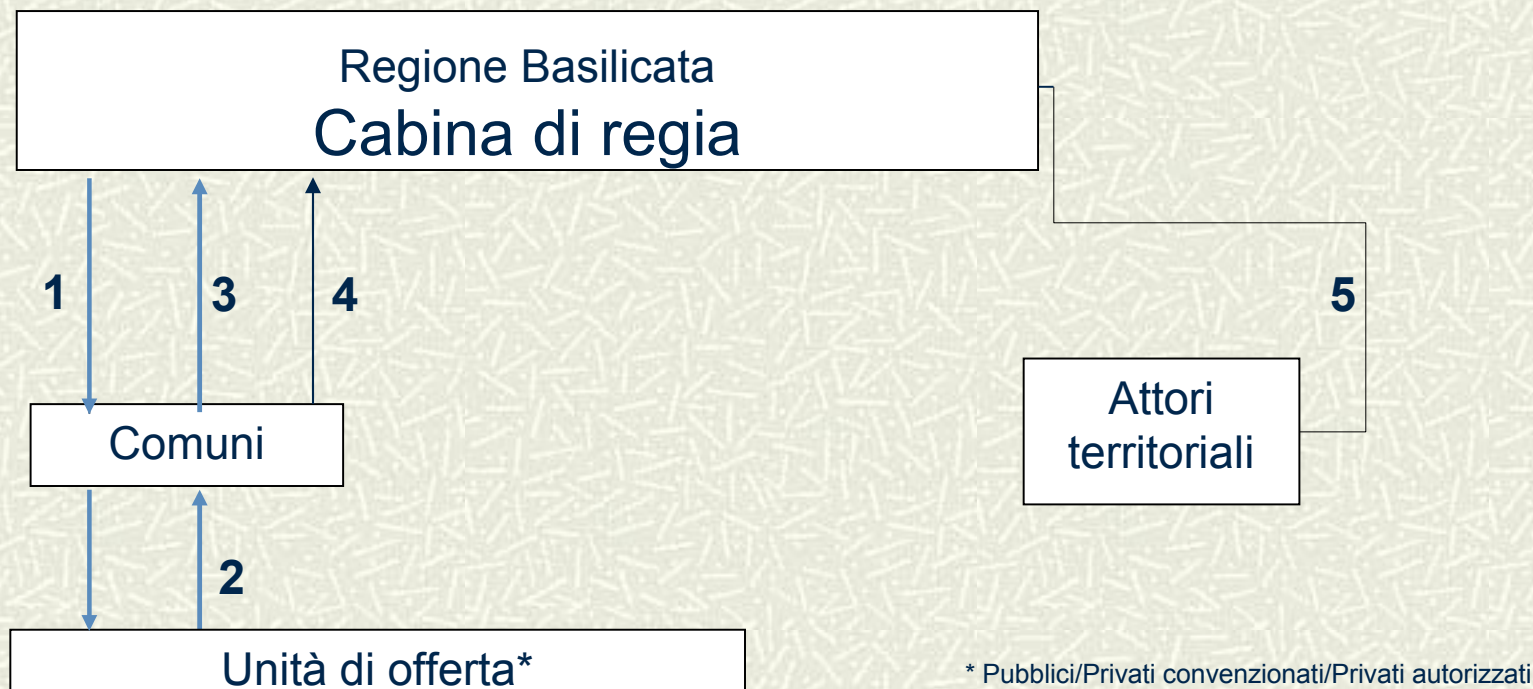 Regione Basilicata
Cabina di regia
1
3
4
5
Comuni
Attori
territoriali
2
Unità di offerta*
* Pubblici/Privati convenzionati/Privati autorizzati